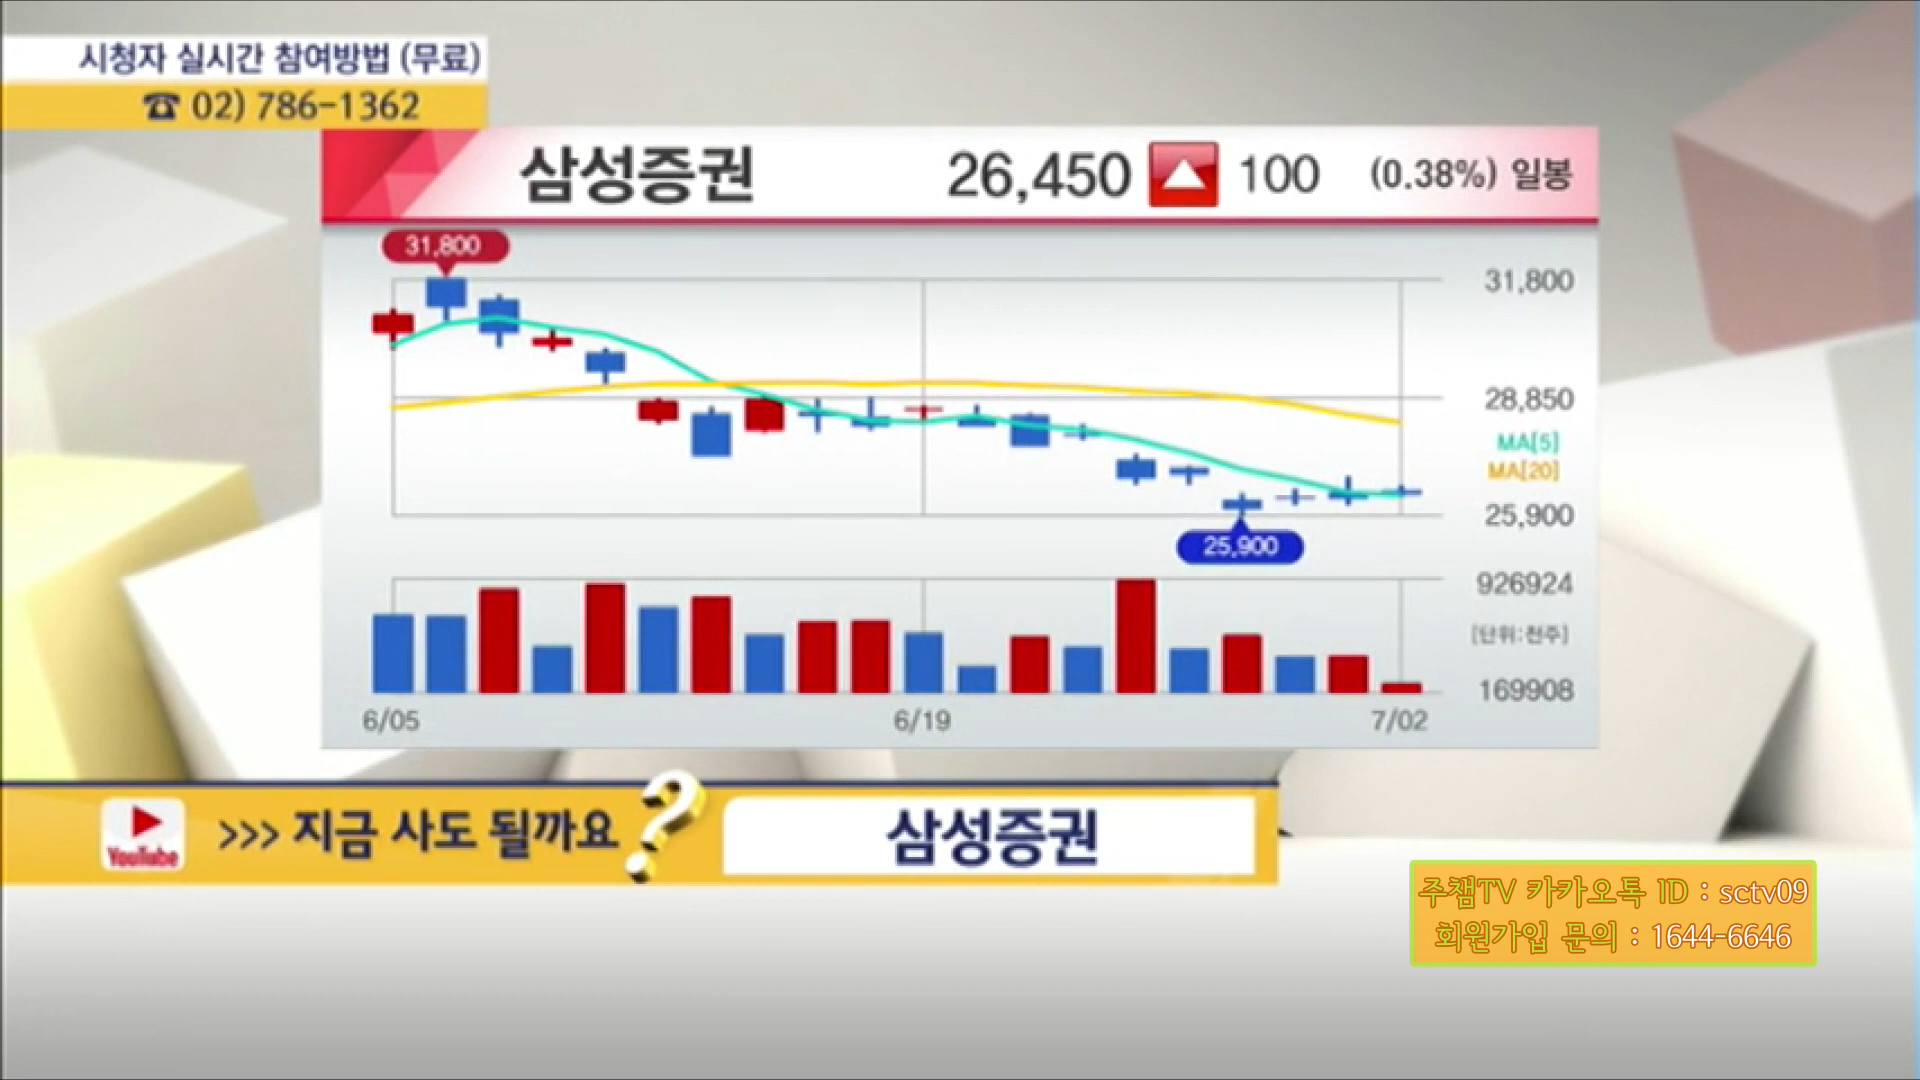 시청자 실시간 참여방법 (무료)
☎ 02) 786-1362
삼성증권 26,450 ▲ 100 (0.38%) 일봉
31,800
31,800
28,850
MA[5]
MA[20]
25,900
25,900
926924
[단위:천주]
169908
6/05 6/19 7/02
YouTube >>> 지금 사도 될까요? 삼성증권
주챔TV 카카오톡 ID : sctv09
회원가입 문의 : 1644-6646